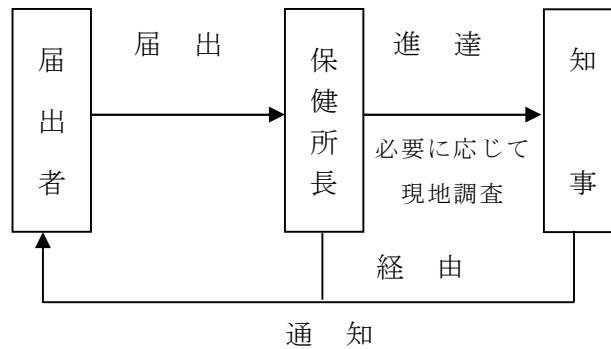 届出者
届　出
保健所長
進　達
必要に応じて
現地調査
知事
経　由
通　知